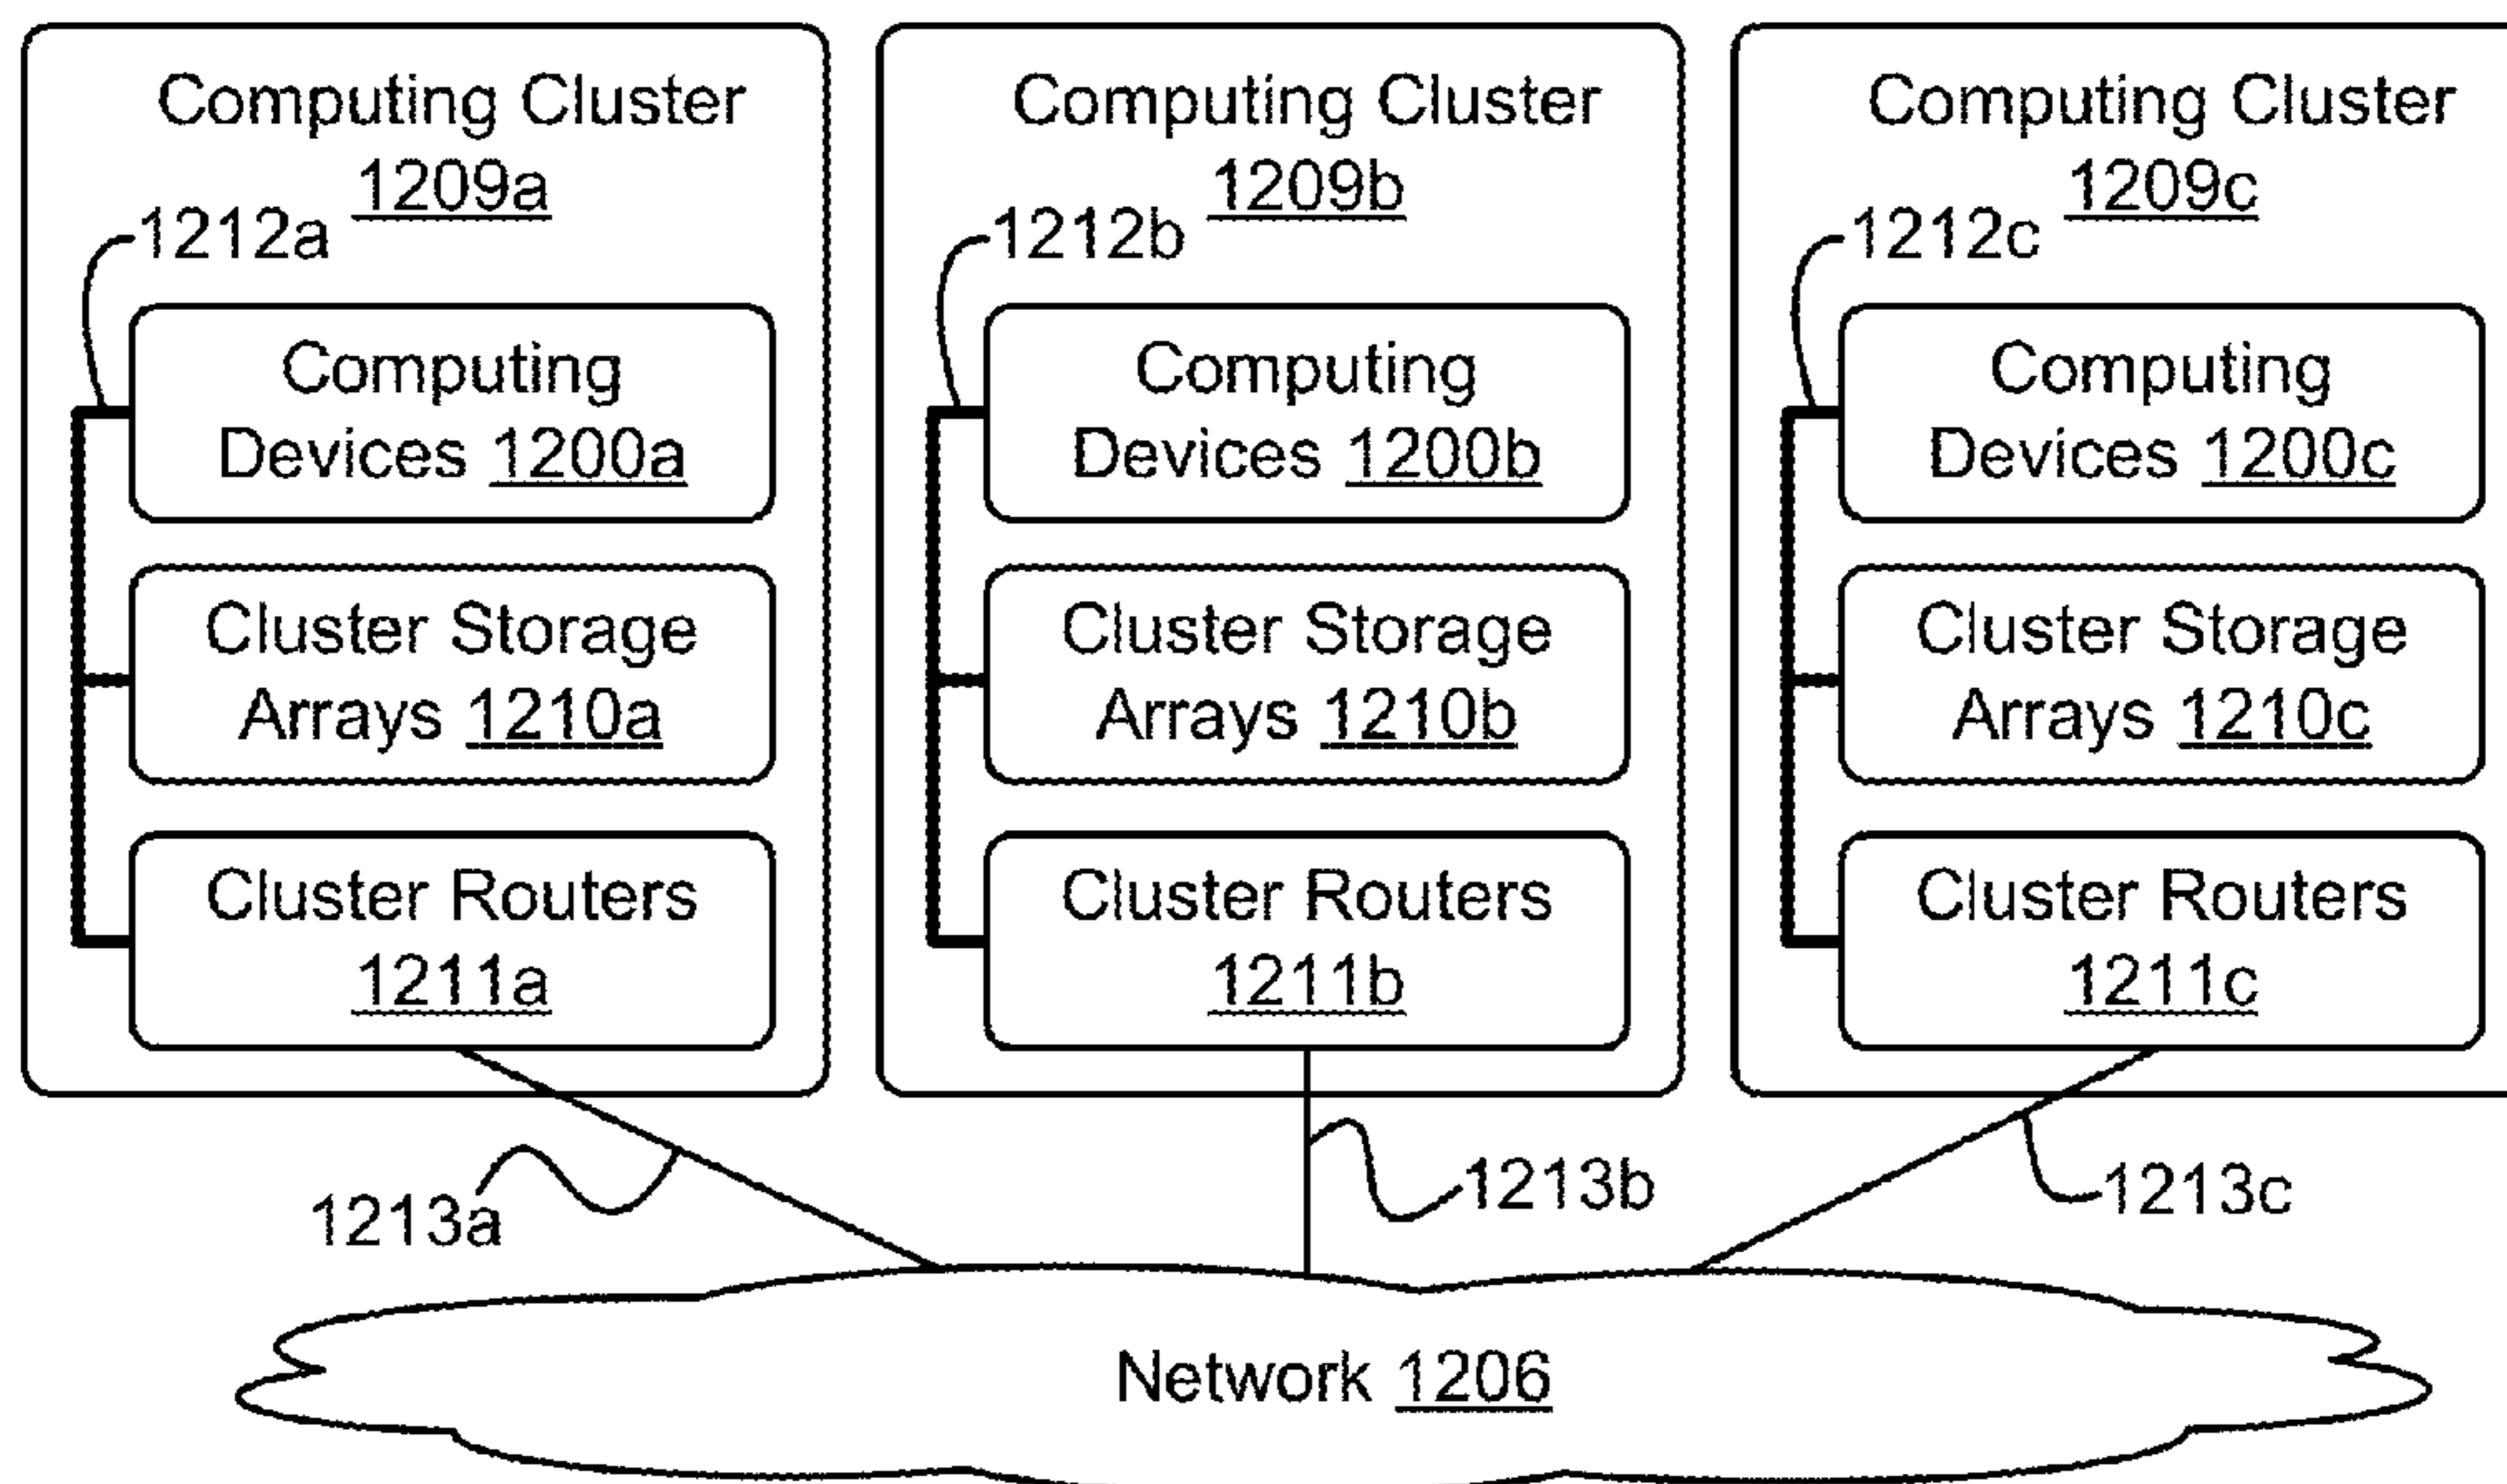 Computing Cluster
1209a
1212a
Computing
Devices 1200a
Cluster Storage
Arrays 1210a
Cluster Routers
1211a
Computing Cluster
1209b
1212b
Computing
Devices 1200b
Cluster Storage
Arrays 1210b
Cluster Routers
1211b
Computing Cluster
1209c
1212c
Computing
Devices 1200c
Cluster Storage
Arrays 1210c
Cluster Routers
1211c
1213a
1213b
1213c
Network 1206